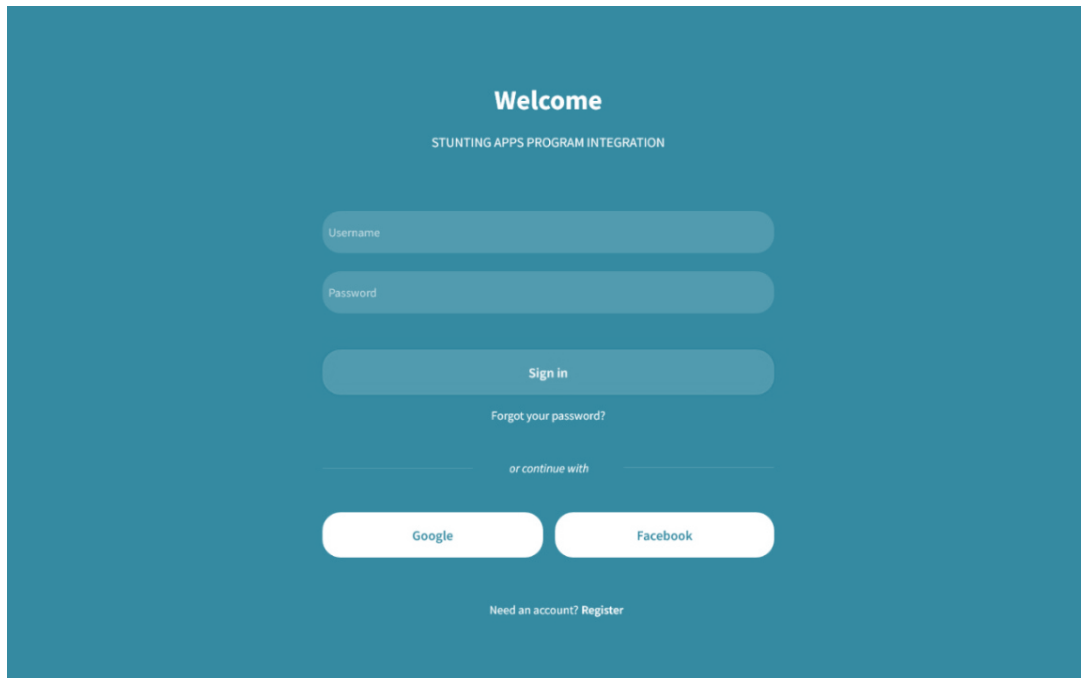 Welcome
STUNTING APPS PROGRAM INTEGRATION
Username
Password
Sign in
Forgot your password?
or continue with
Google Facebook
Need an account? Register